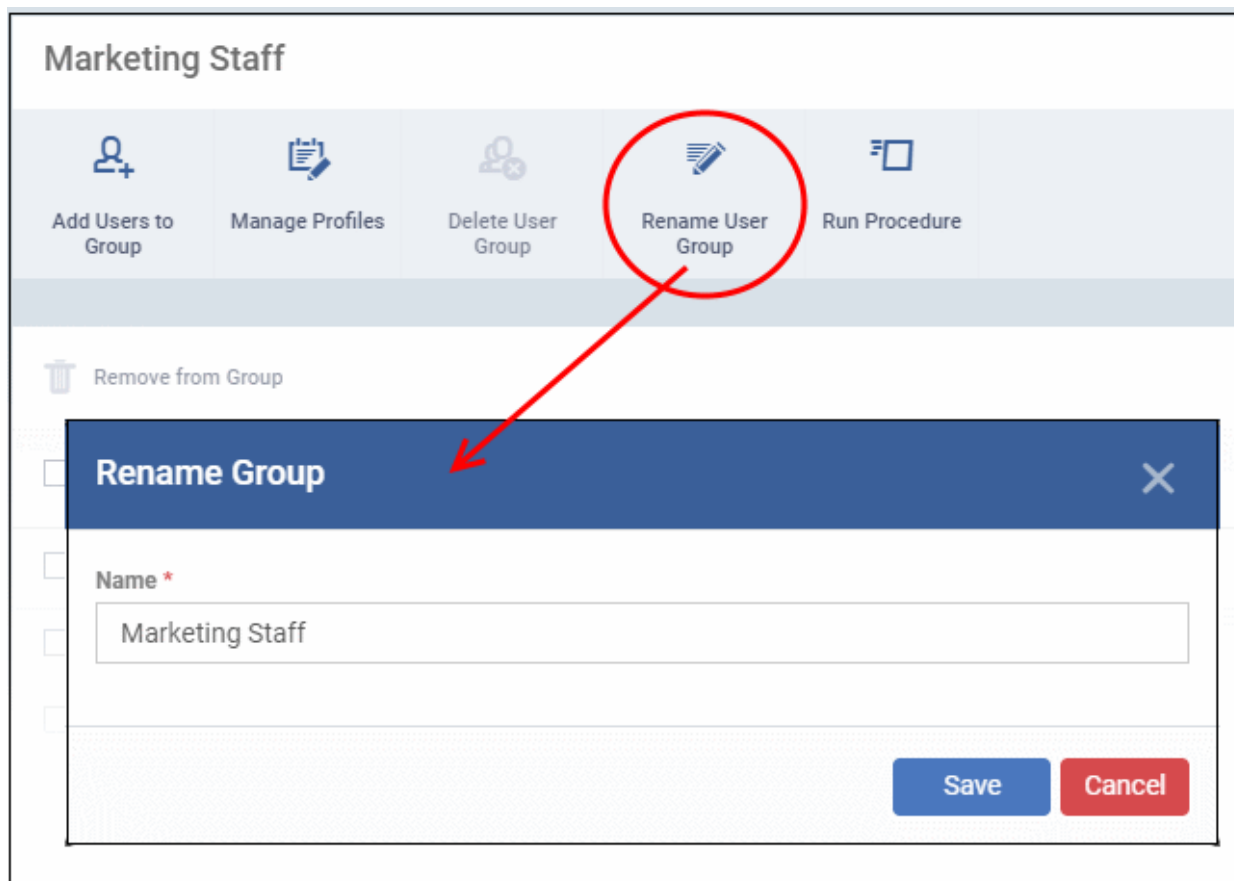 Marketing Staff
Add Users to
Group
Manage Profiles
Delete User
Group
Rename User
Group
Run Procedure
Remove from Group
Rename Group
Name *
Marketing Staff
Save
Cancel